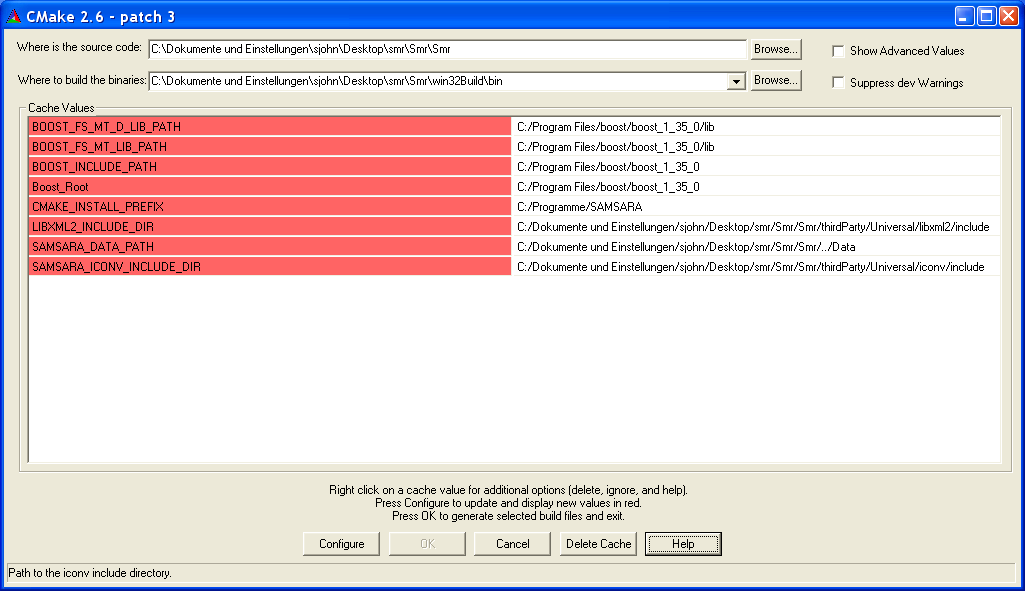 CMake 2.6 - patch 3
Where is the source code: C:\Dokumente und Einstellungen\sjohn\Desktop\smr\Smr\Smr Browse... Show Advanced Values
Where to build the binaries: C:\Dokumente und Einstellungen\sjohn\Desktop\smr\Smr\win32Build\bin Browse... Suppress dev Warnings
Cache Values
BOOST_FS_MT_D_LIB_PATH C:/Program Files/boost/boost_1_35_0/lib
BOOST_FS_MT_LIB_PATH C:/Program Files/boost/boost_1_35_0/lib
BOOST_INCLUDE_PATH C:/Program Files/boost/boost_1_35_0
Boost_Root C:/Program Files/boost/boost_1_35_0
CMAKE_INSTALL_PREFIX C:/Programme/SAMSARA
LIBXML2_INCLUDE_DIR C:/Dokumente und Einstellungen/sjohn/Desktop/smr/Smr/Smr/thirdParty/Universal/libxml2/include
SAMSARA_DATA_PATH C:/Dokumente und Einstellungen/sjohn/Desktop/smr/Smr/Smr/../Data
SAMSARA_ICONV_INCLUDE_DIR C:/Dokumente und Einstellungen/sjohn/Desktop/smr/Smr/Smr/thirdParty/Universal/iconv/include
Right click on a cache value for additional options (delete, ignore, and help).
Press Configure to update and display new values in red.
Press OK to generate selected build files and exit.
Configure OK Cancel Delete Cache Help
Path to the iconv include directory.